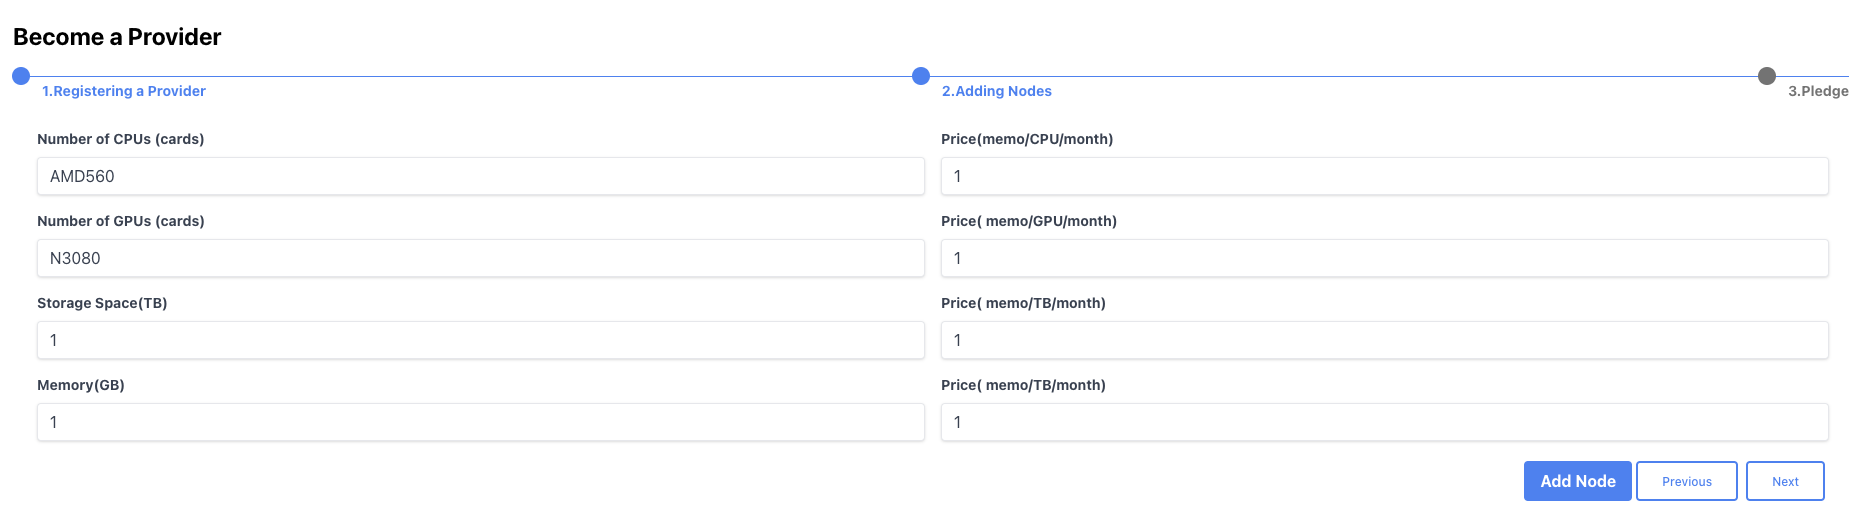 Become a Provider
1.Registering a Provider
2.Adding Nodes
3.Pledge
Number of CPUs (cards)
Price(memo/CPU/month)
AMD560
1
Number of GPUs (cards)
Price( memo/GPU/month)
N3080
1
Storage Space(TB)
Price( memo/TB/month)
1
1
Memory(GB)
Price( memo/TB/month)
1
1
Add Node
Previous
Next